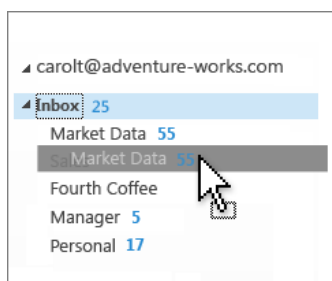 carolt@adventure-works.com
Inbox 25
Market Data 55
Market Data 55
Fourth Coffee
Manager 5
Personal 17